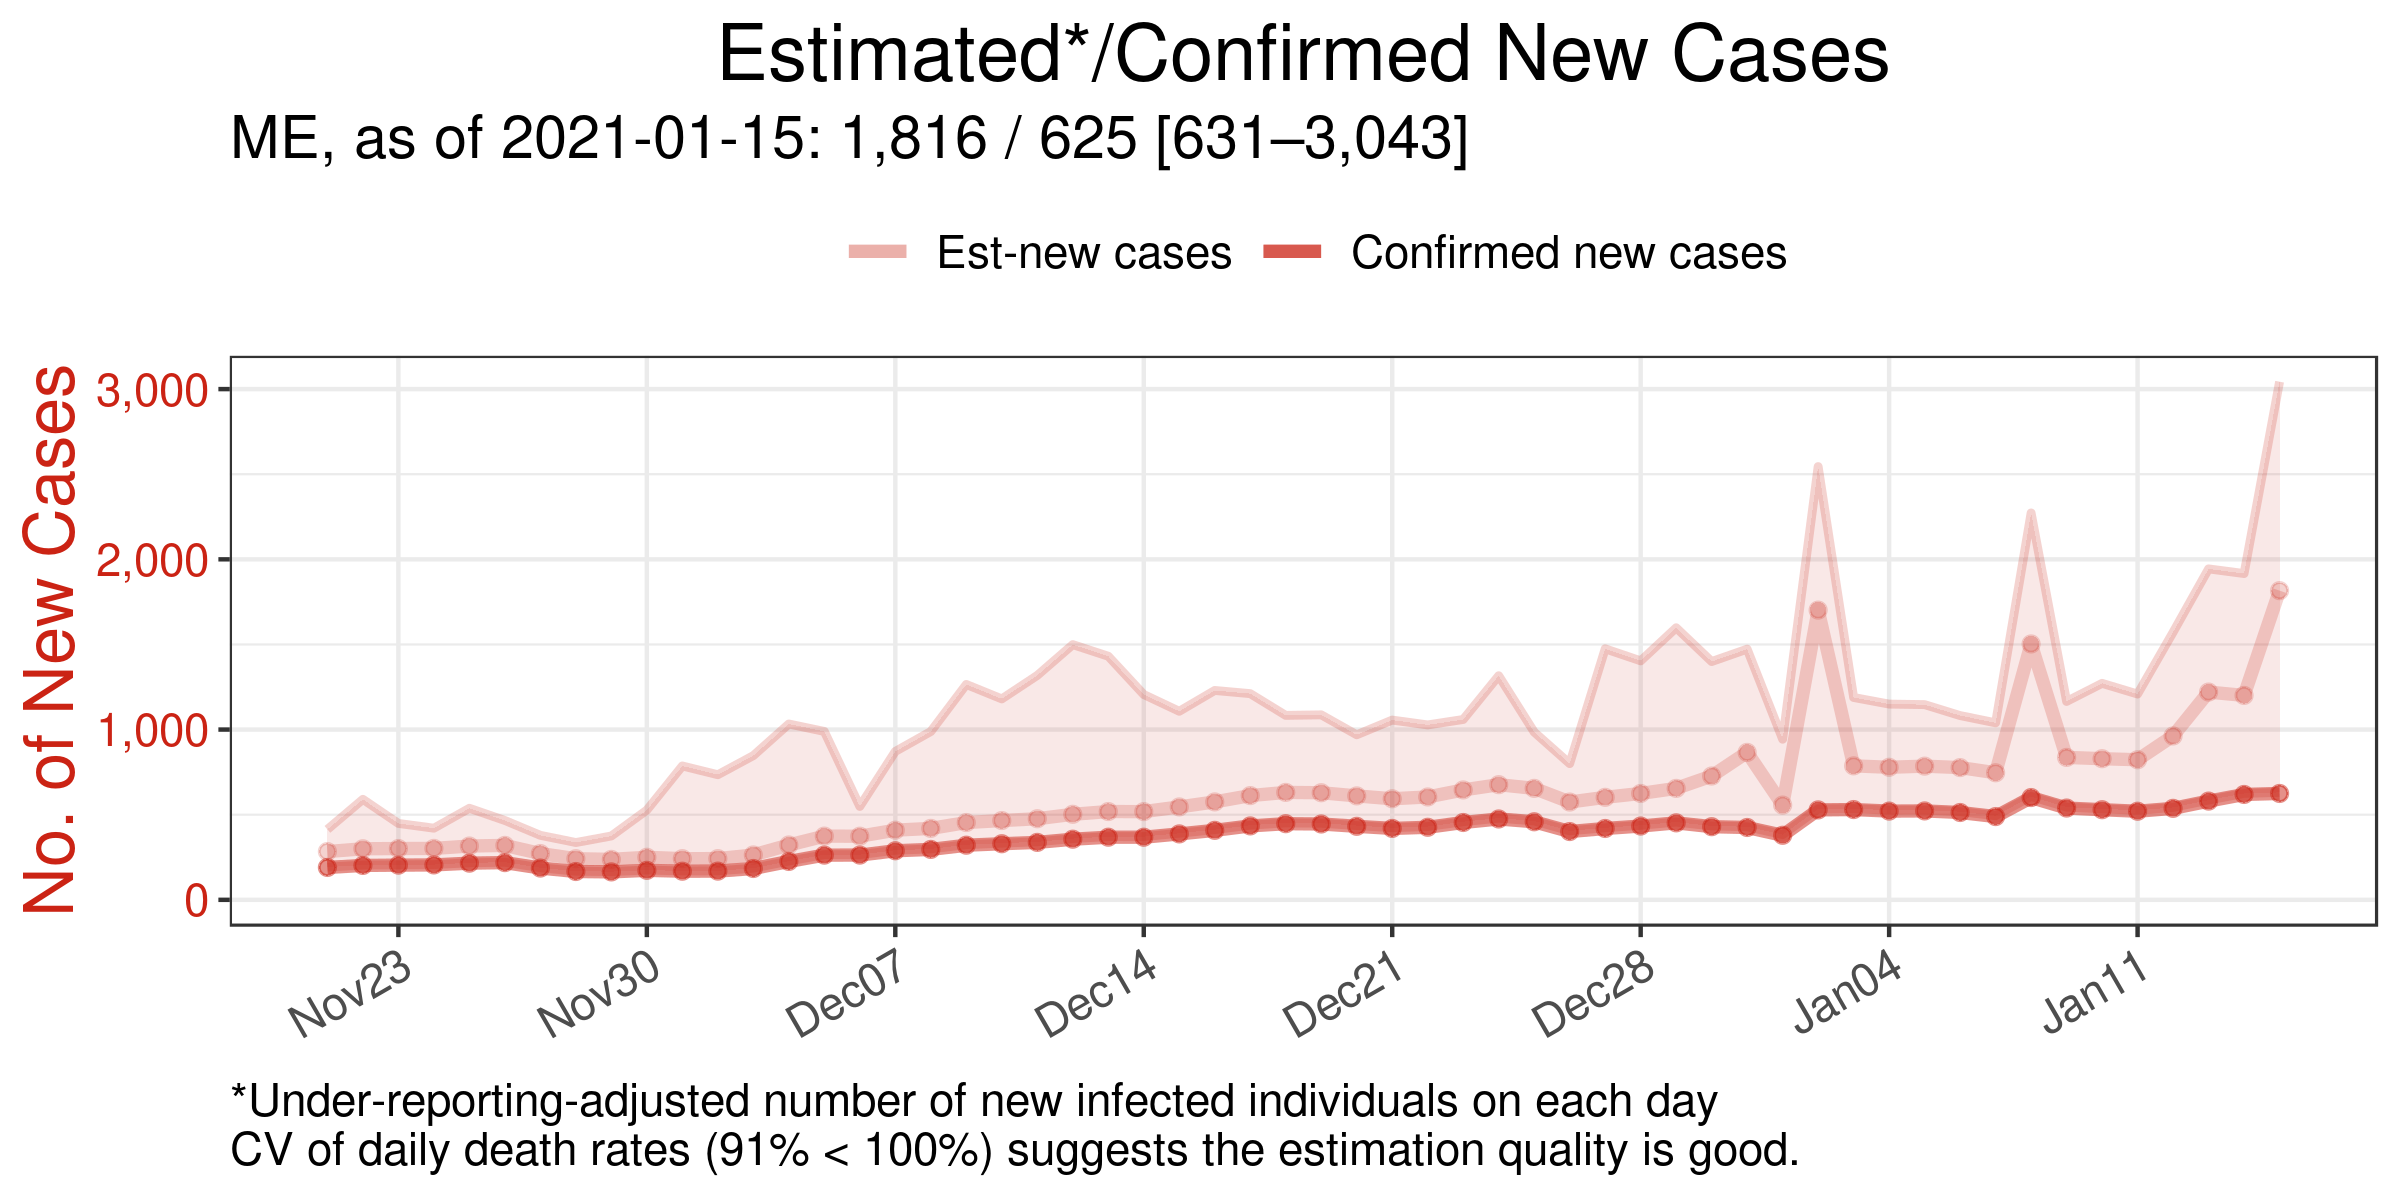 Estimated*/Confirmed New Cases
ME, as of 2021-01-15: 1,816 / 625 [631–3,043]
Est-new cases
Confirmed new cases
No. of New Cases
3,000
2,000
1,000
0
Nov23
Nov30
Dec07
Dec14
Dec21
Dec28
Jan04
Jan11
*Under-reporting-adjusted number of new infected individuals on each day
CV of daily death rates (91% < 100%) suggests the estimation quality is good.